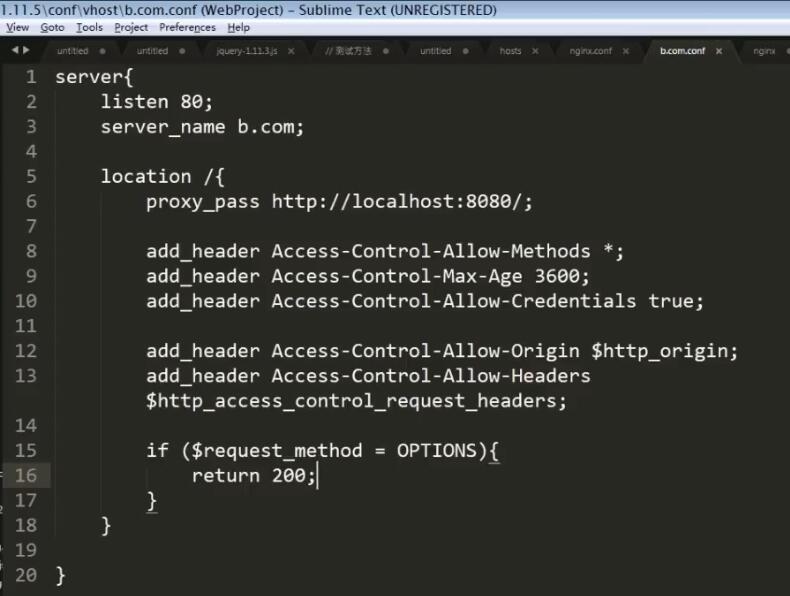 1.11.5\conf\vhost\b.com.conf (WebProject) - Sublime Text (UNREGISTERED)
View Goto Tools Project Preferences Help
untitled untitled jquery-1.11.3.js // 测试方法 untitled hosts nginx.conf b.com.conf nginx
1 server{
2 listen 80;
3 server_name b.com;
4
5 location /{
6 proxy_pass http://localhost:8080/;
7
8 add_header Access-Control-Allow-Methods *;
9 add_header Access-Control-Max-Age 3600;
10 add_header Access-Control-Allow-Credentials true;
11
12 add_header Access-Control-Allow-Origin $http_origin;
13 add_header Access-Control-Allow-Headers
$http_access_control_request_headers;
14
15 if ($request_method = OPTIONS){
16 return 200;
17 }
18 }
19
20 }